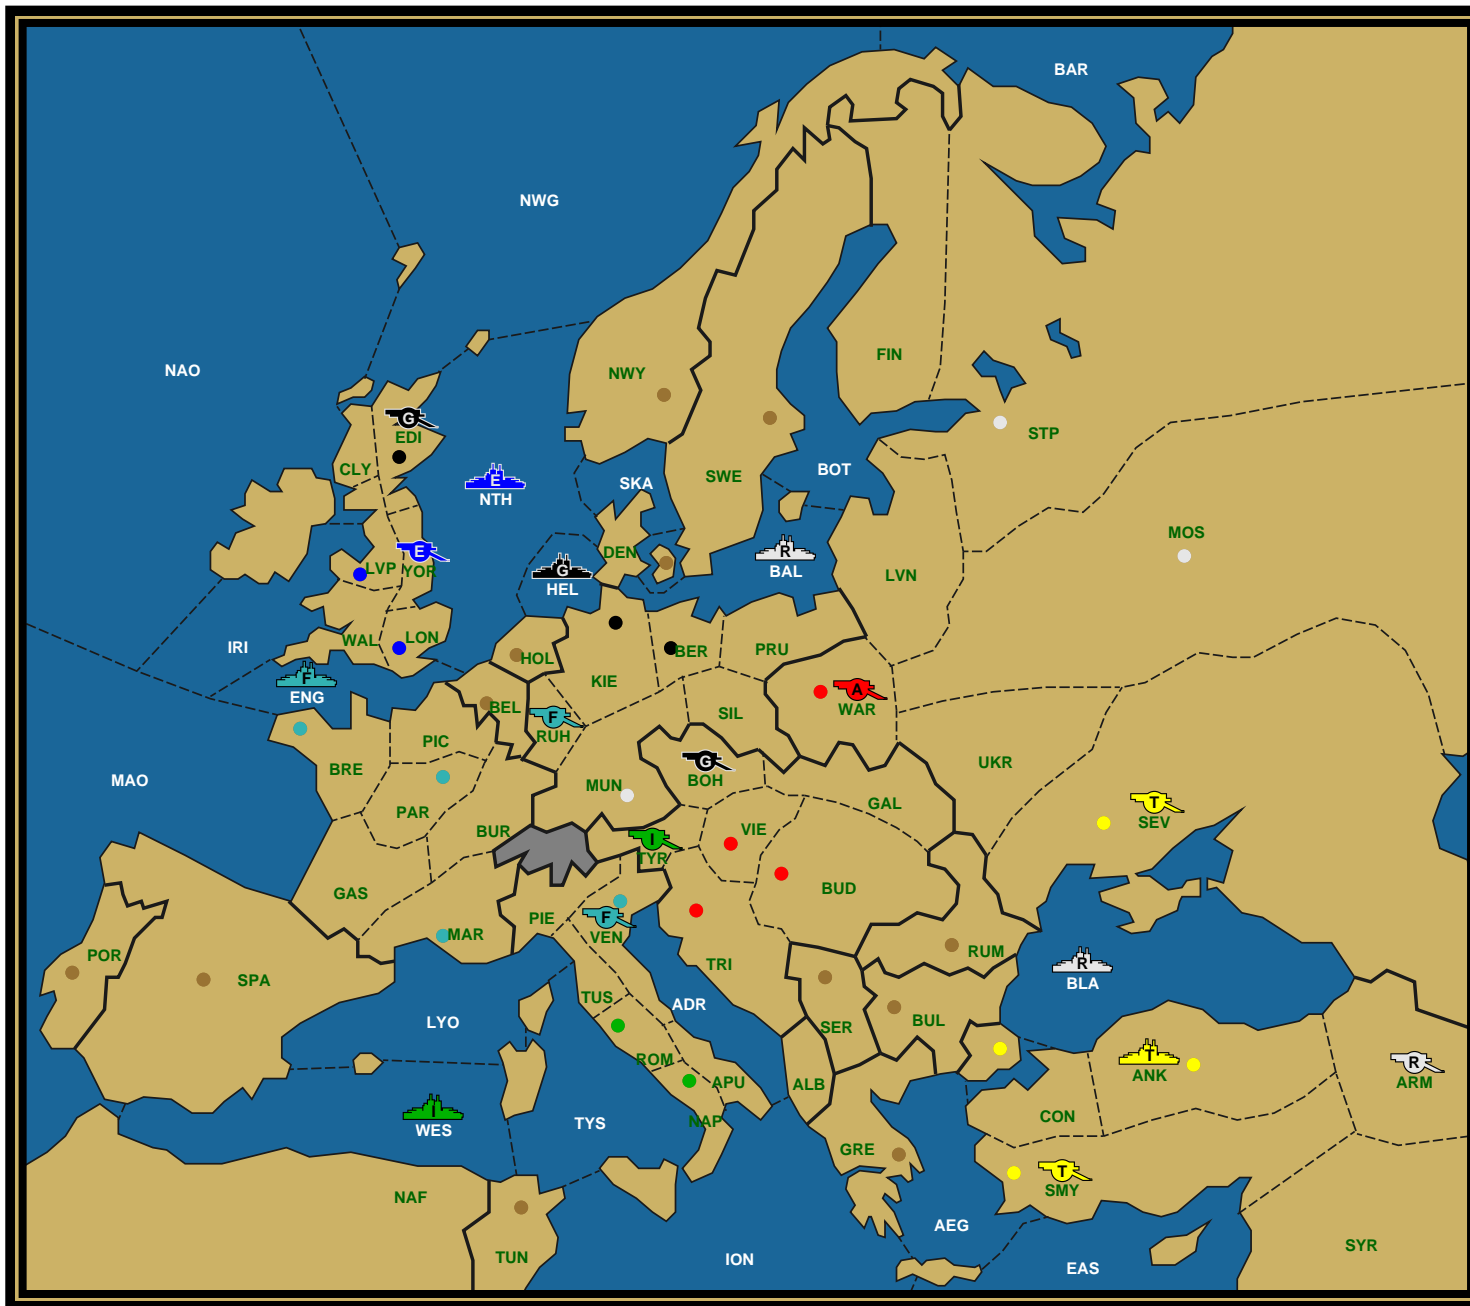 BAR
NWG
NAO
FIN
NWY
G
EDI
STP
CLY
SWE
BOT
SKA
E
NTH
MOS
DEN
R
BAL
E
YOR
LVP
G
HEL
LVN
IRI
WAL
LON
HOL
BER
PRU
KIE
F
ENG
A
WAR
BEL
F
RUH
SIL
PIC
UKR
BRE
G
BOH
MAO
MUN
GAL
T
SEV
PAR
BUR
VIE
I
TYR
BUD
GAS
PIE
F
VEN
MAR
POR
SPA
TRI
RUM
R
BLA
TUS
ADR
LYO
SER
BUL
ROM
T
ANK
R
ARM
APU
ALB
I
WES
TYS
NAP
CON
GRE
T
SMY
NAF
AEG
SYR
TUN
ION
EAS